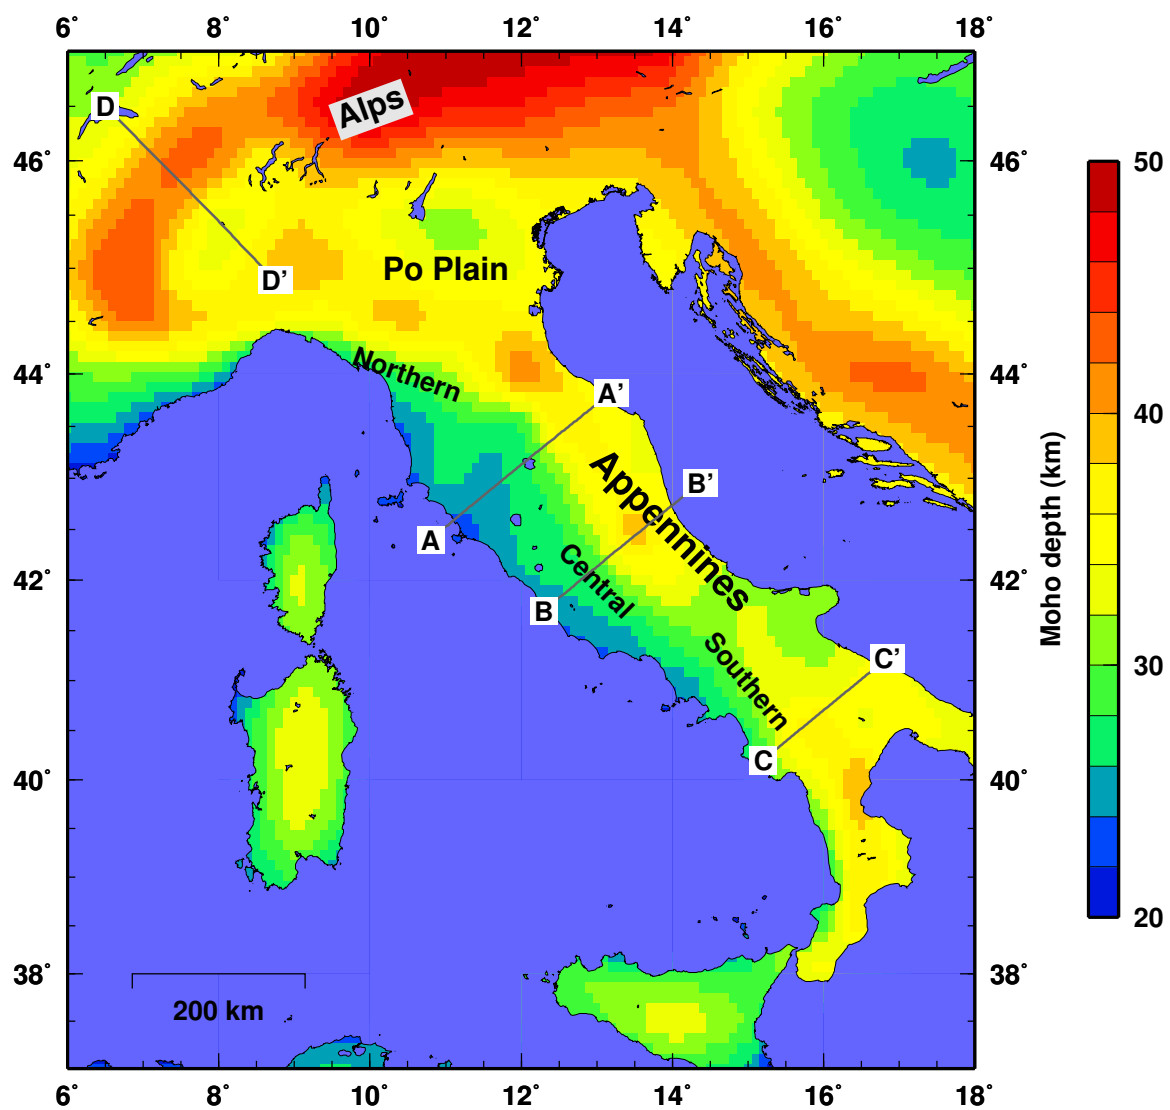 6° 8° 10° 12° 14° 16° 18°
D
Alps
46° 46°
50
D'
Po Plain
Northern
44° 44°
A'
40
Appennines
B'
A
Moho depth (km)
Central
42° 42°
B
Southern
C'
30
C
40° 40°
20
38° 38°
200 km
6° 8° 10° 12° 14° 16° 18°